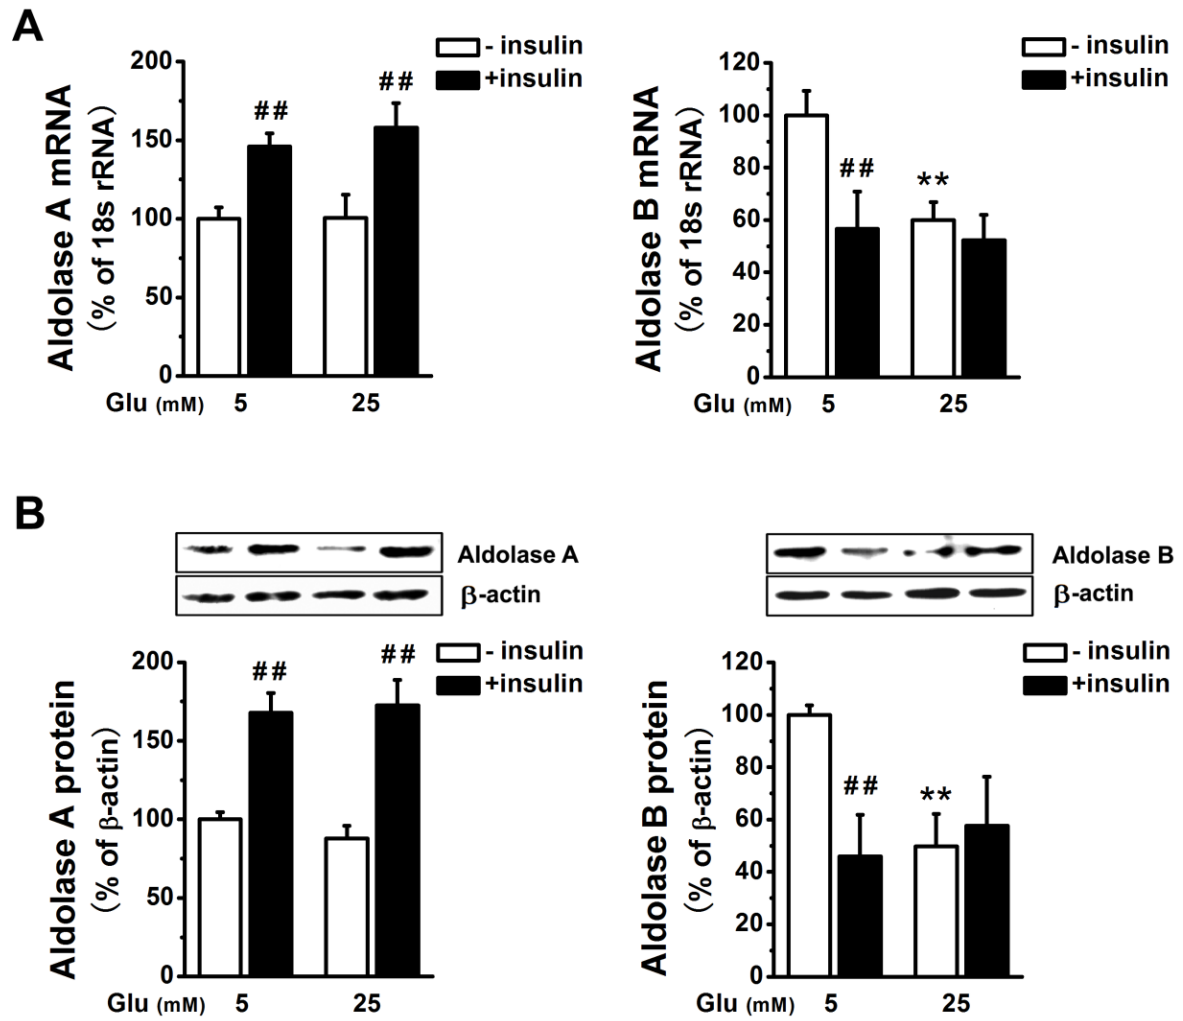 A
- insulin
+insulin
Aldolase A mRNA
(% of 18s rRNA)
200
150
100
50
0
##
##
Glu (mM) 5 25
- insulin
+insulin
Aldolase B mRNA
(% of 18s rRNA)
120
100
80
60
40
20
0
##
**
Glu (mM) 5 25
B
Aldolase A
β-actin
- insulin
+insulin
Aldolase A protein
(% of β-actin)
200
150
100
50
0
##
##
Glu (mM) 5 25
Aldolase B
β-actin
- insulin
+insulin
Aldolase B protein
(% of β-actin)
120
100
80
60
40
20
0
##
**
Glu (mM) 5 25